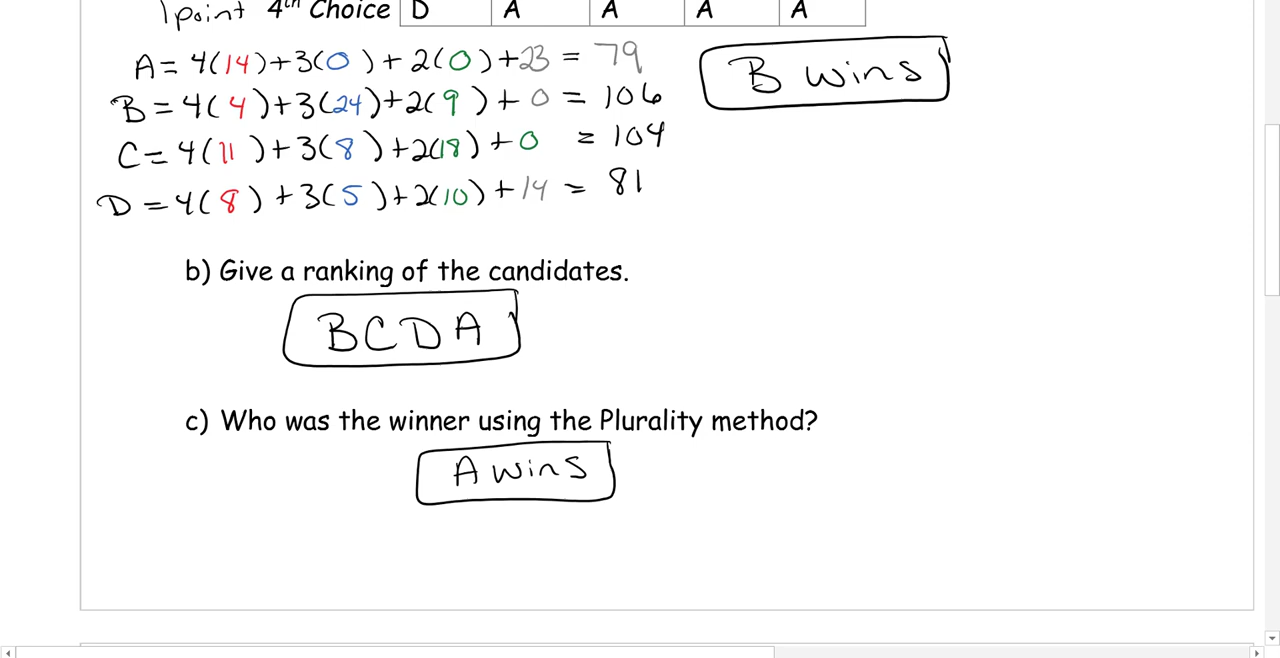 1 point 4th Choice D A A A A
A = 4(14) + 3(0) + 2(0) + 23 = 79
B wins
B = 4(4) + 3(24) + 2(9) + 0 = 106
C = 4(11) + 3(8) + 2(18) + 0 = 104
D = 4(8) + 3(5) + 2(10) + 14 = 81
b) Give a ranking of the candidates.
BCDA
c) Who was the winner using the Plurality method?
A wins